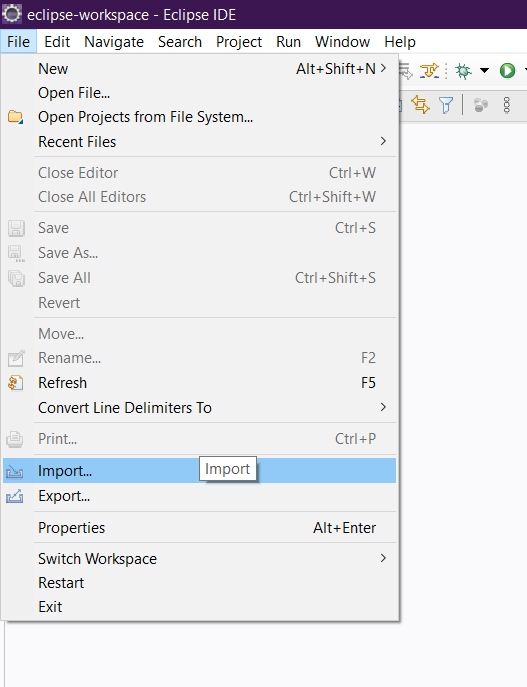 eclipse-workspace - Eclipse IDE
File Edit Navigate Search Project Run Window Help
New Alt+Shift+N
Open File...
Open Projects from File System...
Recent Files
Close Editor Ctrl+W
Close All Editors Ctrl+Shift+W
Save Ctrl+S
Save As...
Save All Ctrl+Shift+S
Revert
Move...
Rename... F2
Refresh F5
Convert Line Delimiters To
Print... Ctrl+P
Import... Import
Export...
Properties Alt+Enter
Switch Workspace
Restart
Exit